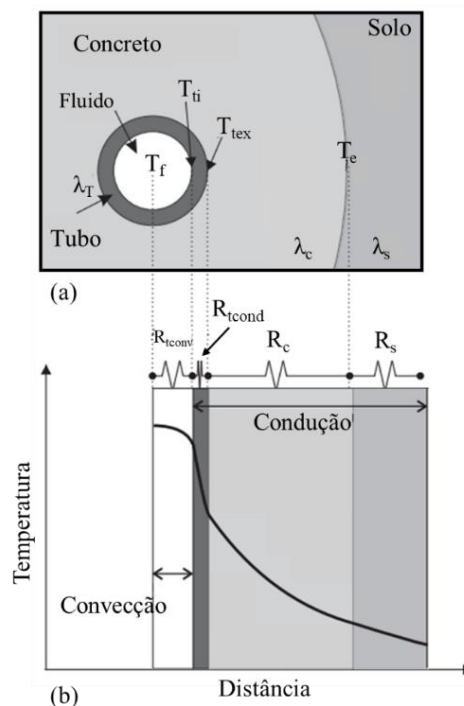 Concreto
Solo
Fluido
T_ti
T_tex
T_f
T_e
λ_T
Tubo
λ_c
λ_s
(a)
R_tconv
R_tcond
R_c
R_s
Condução
Temperatura
Convecção
(b)
Distância